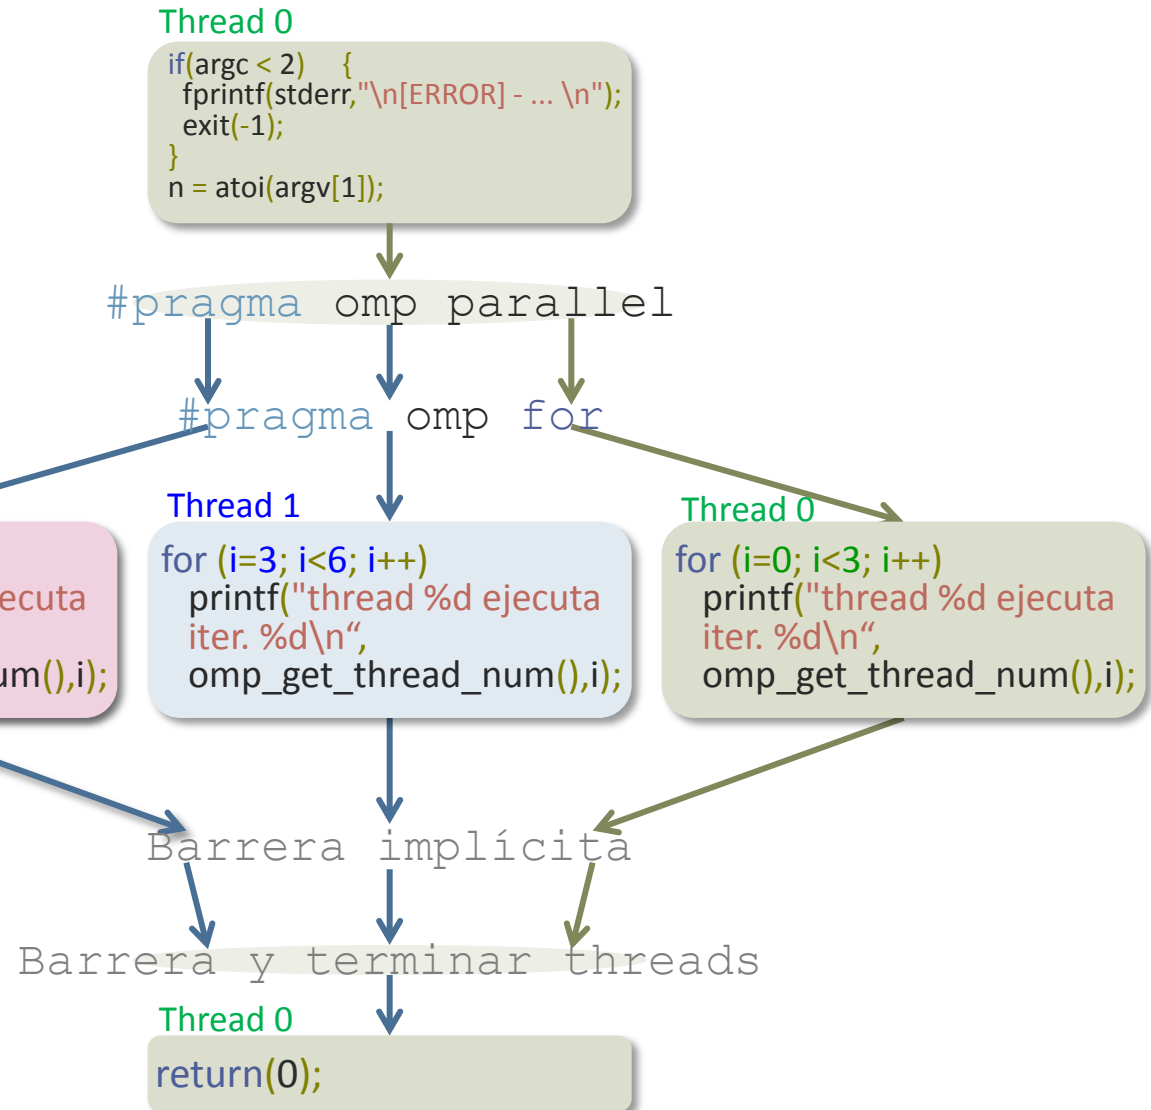 Thread 0
if(argc < 2) {
fprintf(stderr,"\n[ERROR] - ... \n");
exit(-1);
}
n = atoi(argv[1]);
#pragma omp parallel
#pragma omp for
ecuta
um(),i);
Thread 1
for (i=3; i<6; i++)
printf("thread %d ejecuta
iter. %d\n“,
omp_get_thread_num(),i);
Thread 0
for (i=0; i<3; i++)
printf("thread %d ejecuta
iter. %d\n“,
omp_get_thread_num(),i);
Barrera implícita
Barrera y terminar threads
Thread 0
return(0);